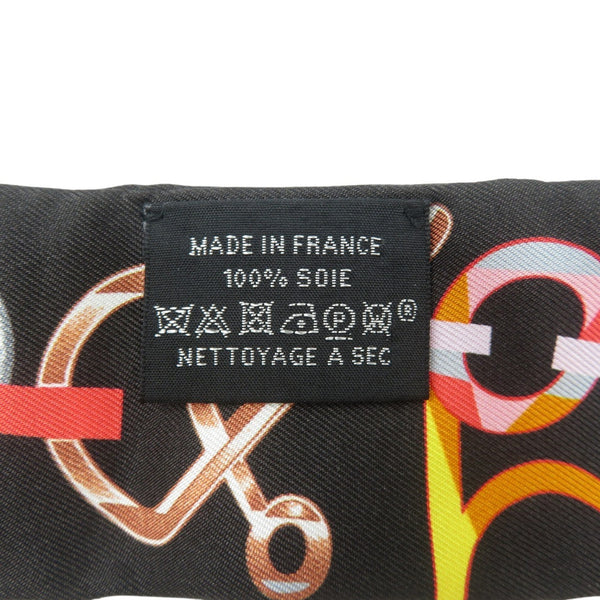 MADE IN FRANCE
100% SOIE
P W ®
NETTOYAGE A SEC